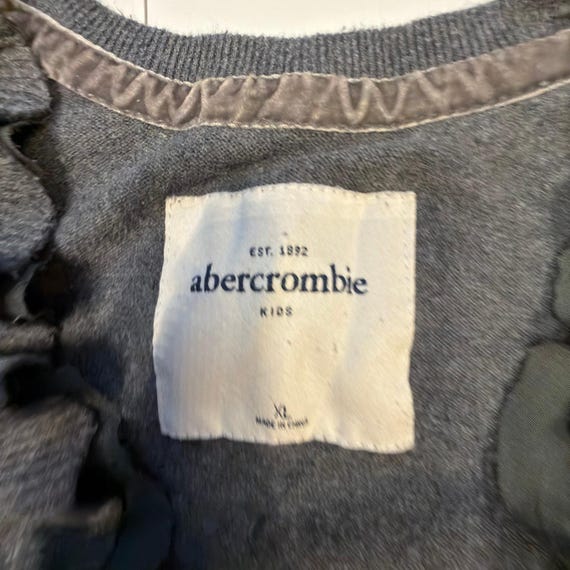 EST. 1892
abercrombie
KIDS
XL
MADE IN CHINA